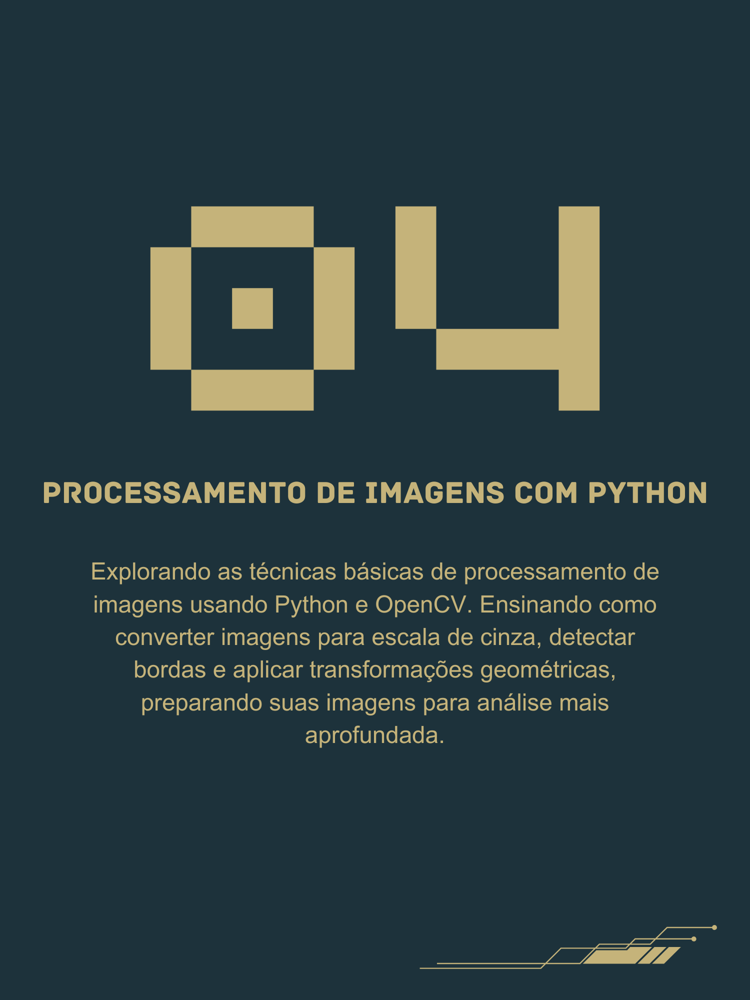 04
PROCESSAMENTO DE IMAGENS COM PYTHON
Explorando as técnicas básicas de processamento de
imagens usando Python e OpenCV. Ensinando como
converter imagens para escala de cinza, detectar
bordas e aplicar transformações geométricas,
preparando suas imagens para análise mais
aprofundada.